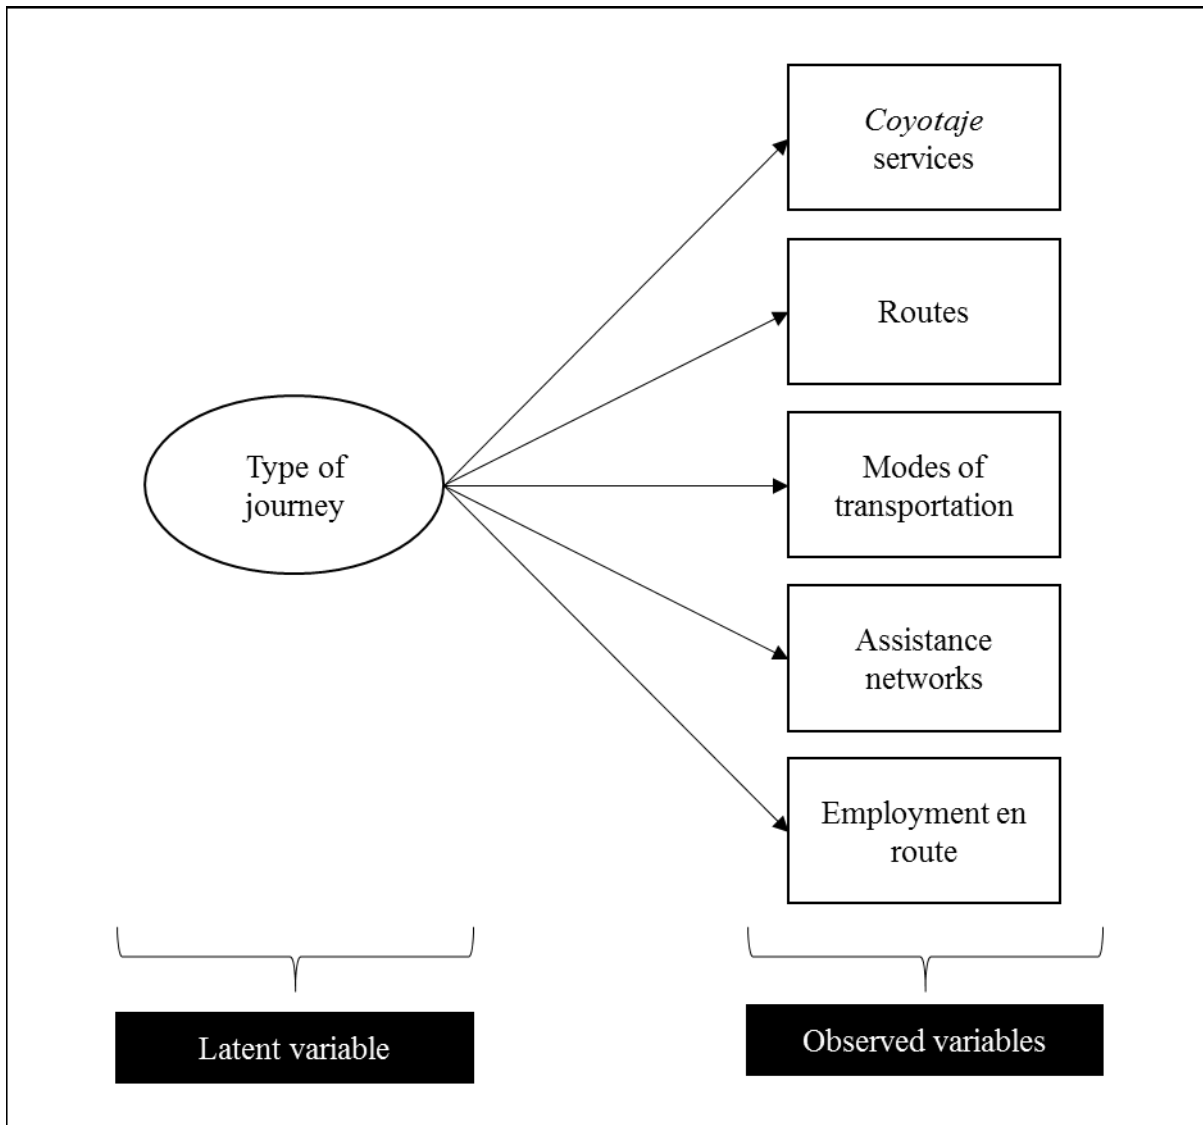 Coyotaje
services
Routes
Type of
journey
Modes of
transportation
Assistance
networks
Employment en
route
Latent variable
Observed variables